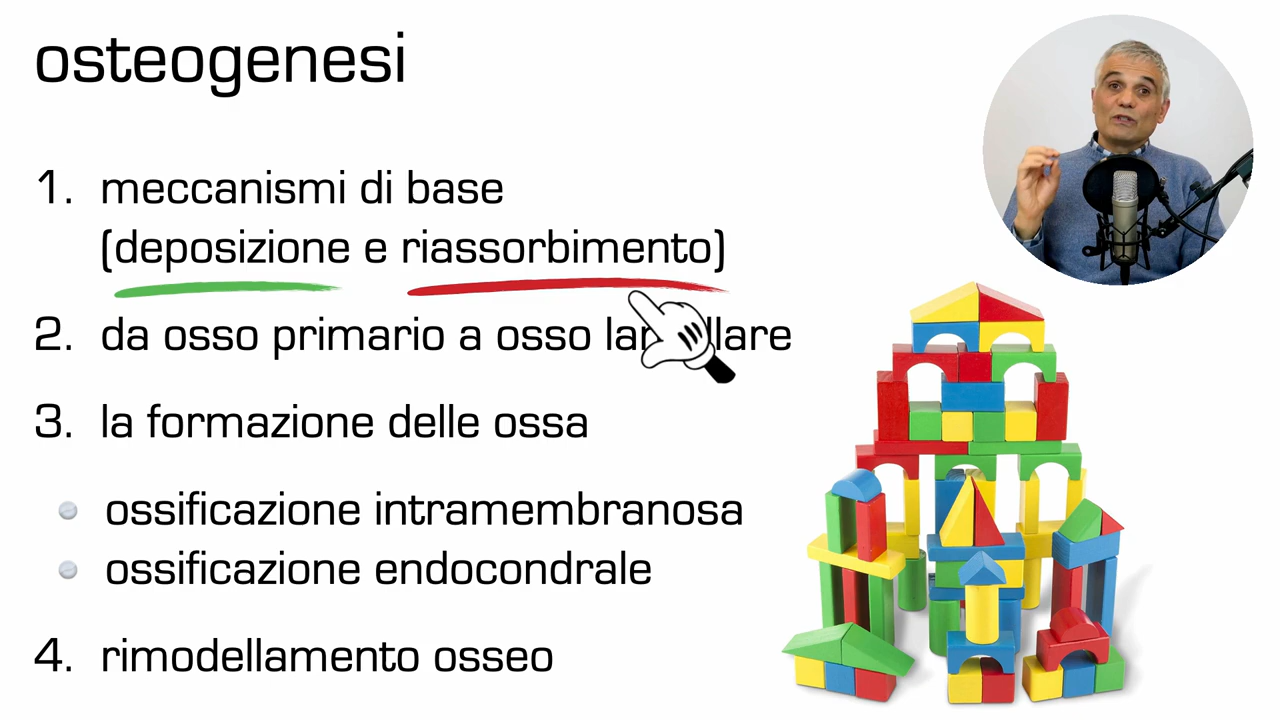 osteogenesi
1. meccanismi di base
(deposizione e riassorbimento)
2. da osso primario a osso lamellare
3. la formazione delle ossa
ossificazione intramembranosa
ossificazione endocondrale
4. rimodellamento osseo